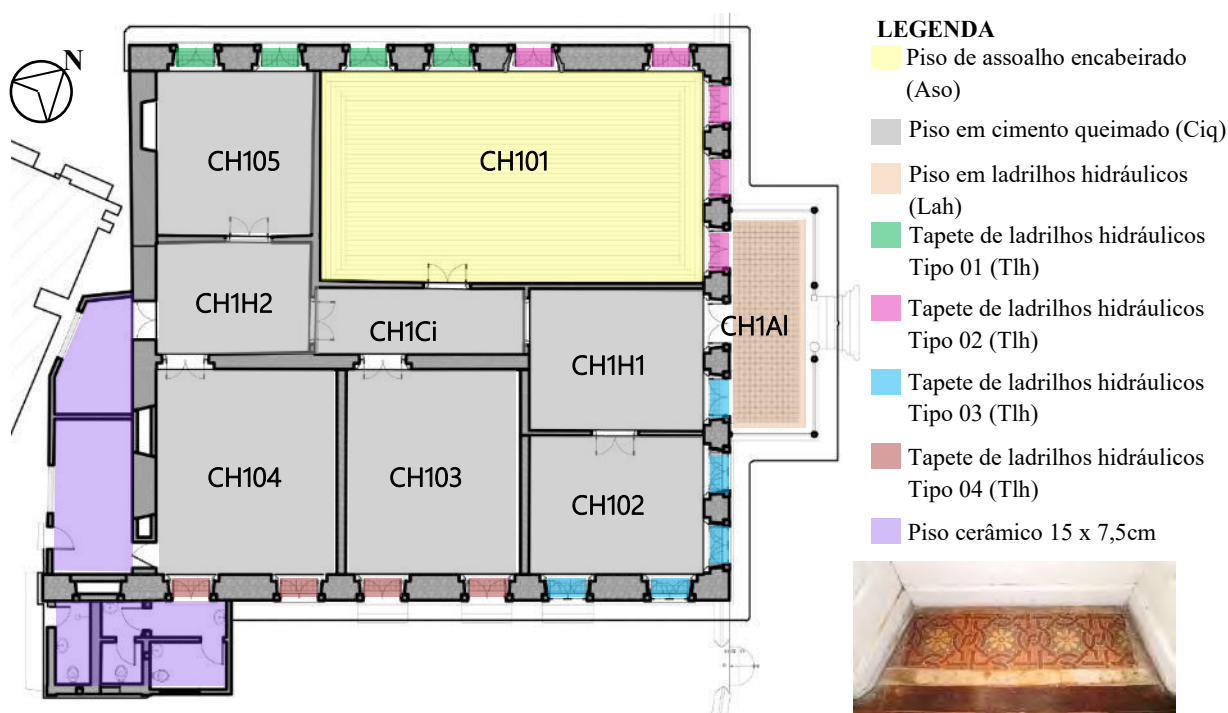 N
CH105
CH101
CH1H2
CH1Ci
CH1Al
CH1H1
CH104
CH103
CH102
LEGENDA
Piso de assoalho encabeirado
(Aso)
Piso em cimento queimado (Ciq)
Piso em ladrilhos hidráulicos
(Lah)
Tapete de ladrilhos hidráulicos
Tipo 01 (Tlh)
Tapete de ladrilhos hidráulicos
Tipo 02 (Tlh)
Tapete de ladrilhos hidráulicos
Tipo 03 (Tlh)
Tapete de ladrilhos hidráulicos
Tipo 04 (Tlh)
Piso cerâmico 15 x 7,5cm